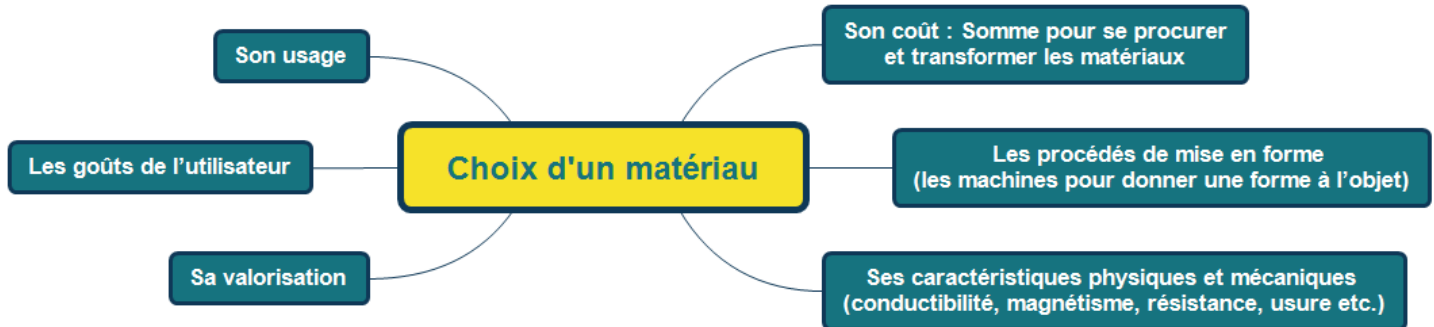 Son usage
Les goûts de l’utilisateur
Sa valorisation
Choix d'un matériau
Son coût : Somme pour se procurer
et transformer les matériaux
Les procédés de mise en forme
(les machines pour donner une forme à l’objet)
Ses caractéristiques physiques et mécaniques
(conductibilité, magnétisme, résistance, usure etc.)